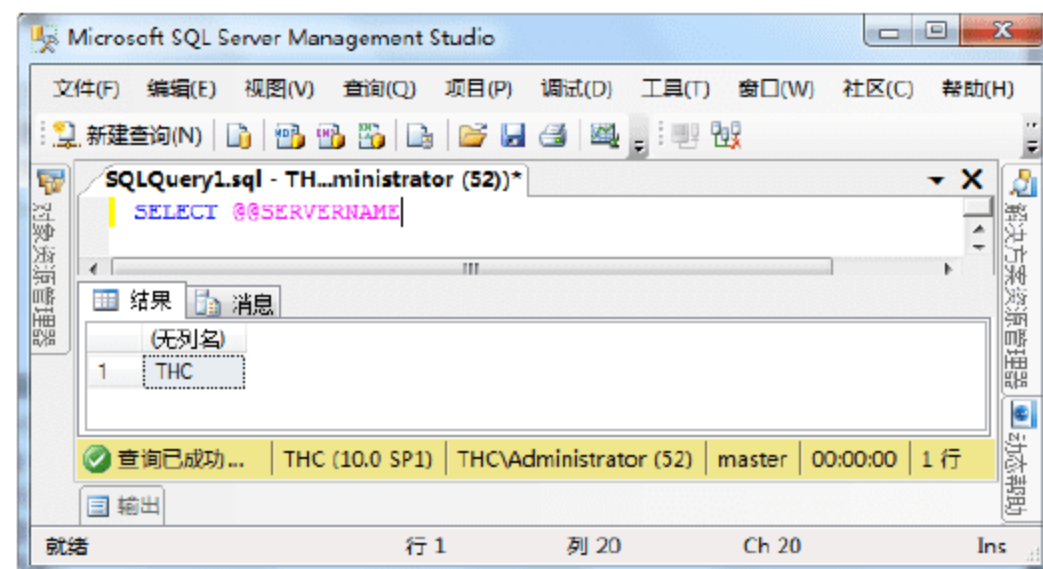 Microsoft SQL Server Management Studio
文件(F) 编辑(E) 视图(V) 查询(Q) 项目(P) 调试(D) 工具(T) 窗口(W) 社区(C) 帮助(H)
新建查询(N)
SQLQuery1.sql - TH...ministrator (52))*
SELECT @@SERVERNAME
对象资源管理器
结果 消息
(无列名)
1 THC
查询已成功... THC (10.0 SP1) THC\Administrator (52) master 00:00:00 1 行
解决方案资源管理器
动态帮助
输出
就绪 行 1 列 20 Ch 20 Ins